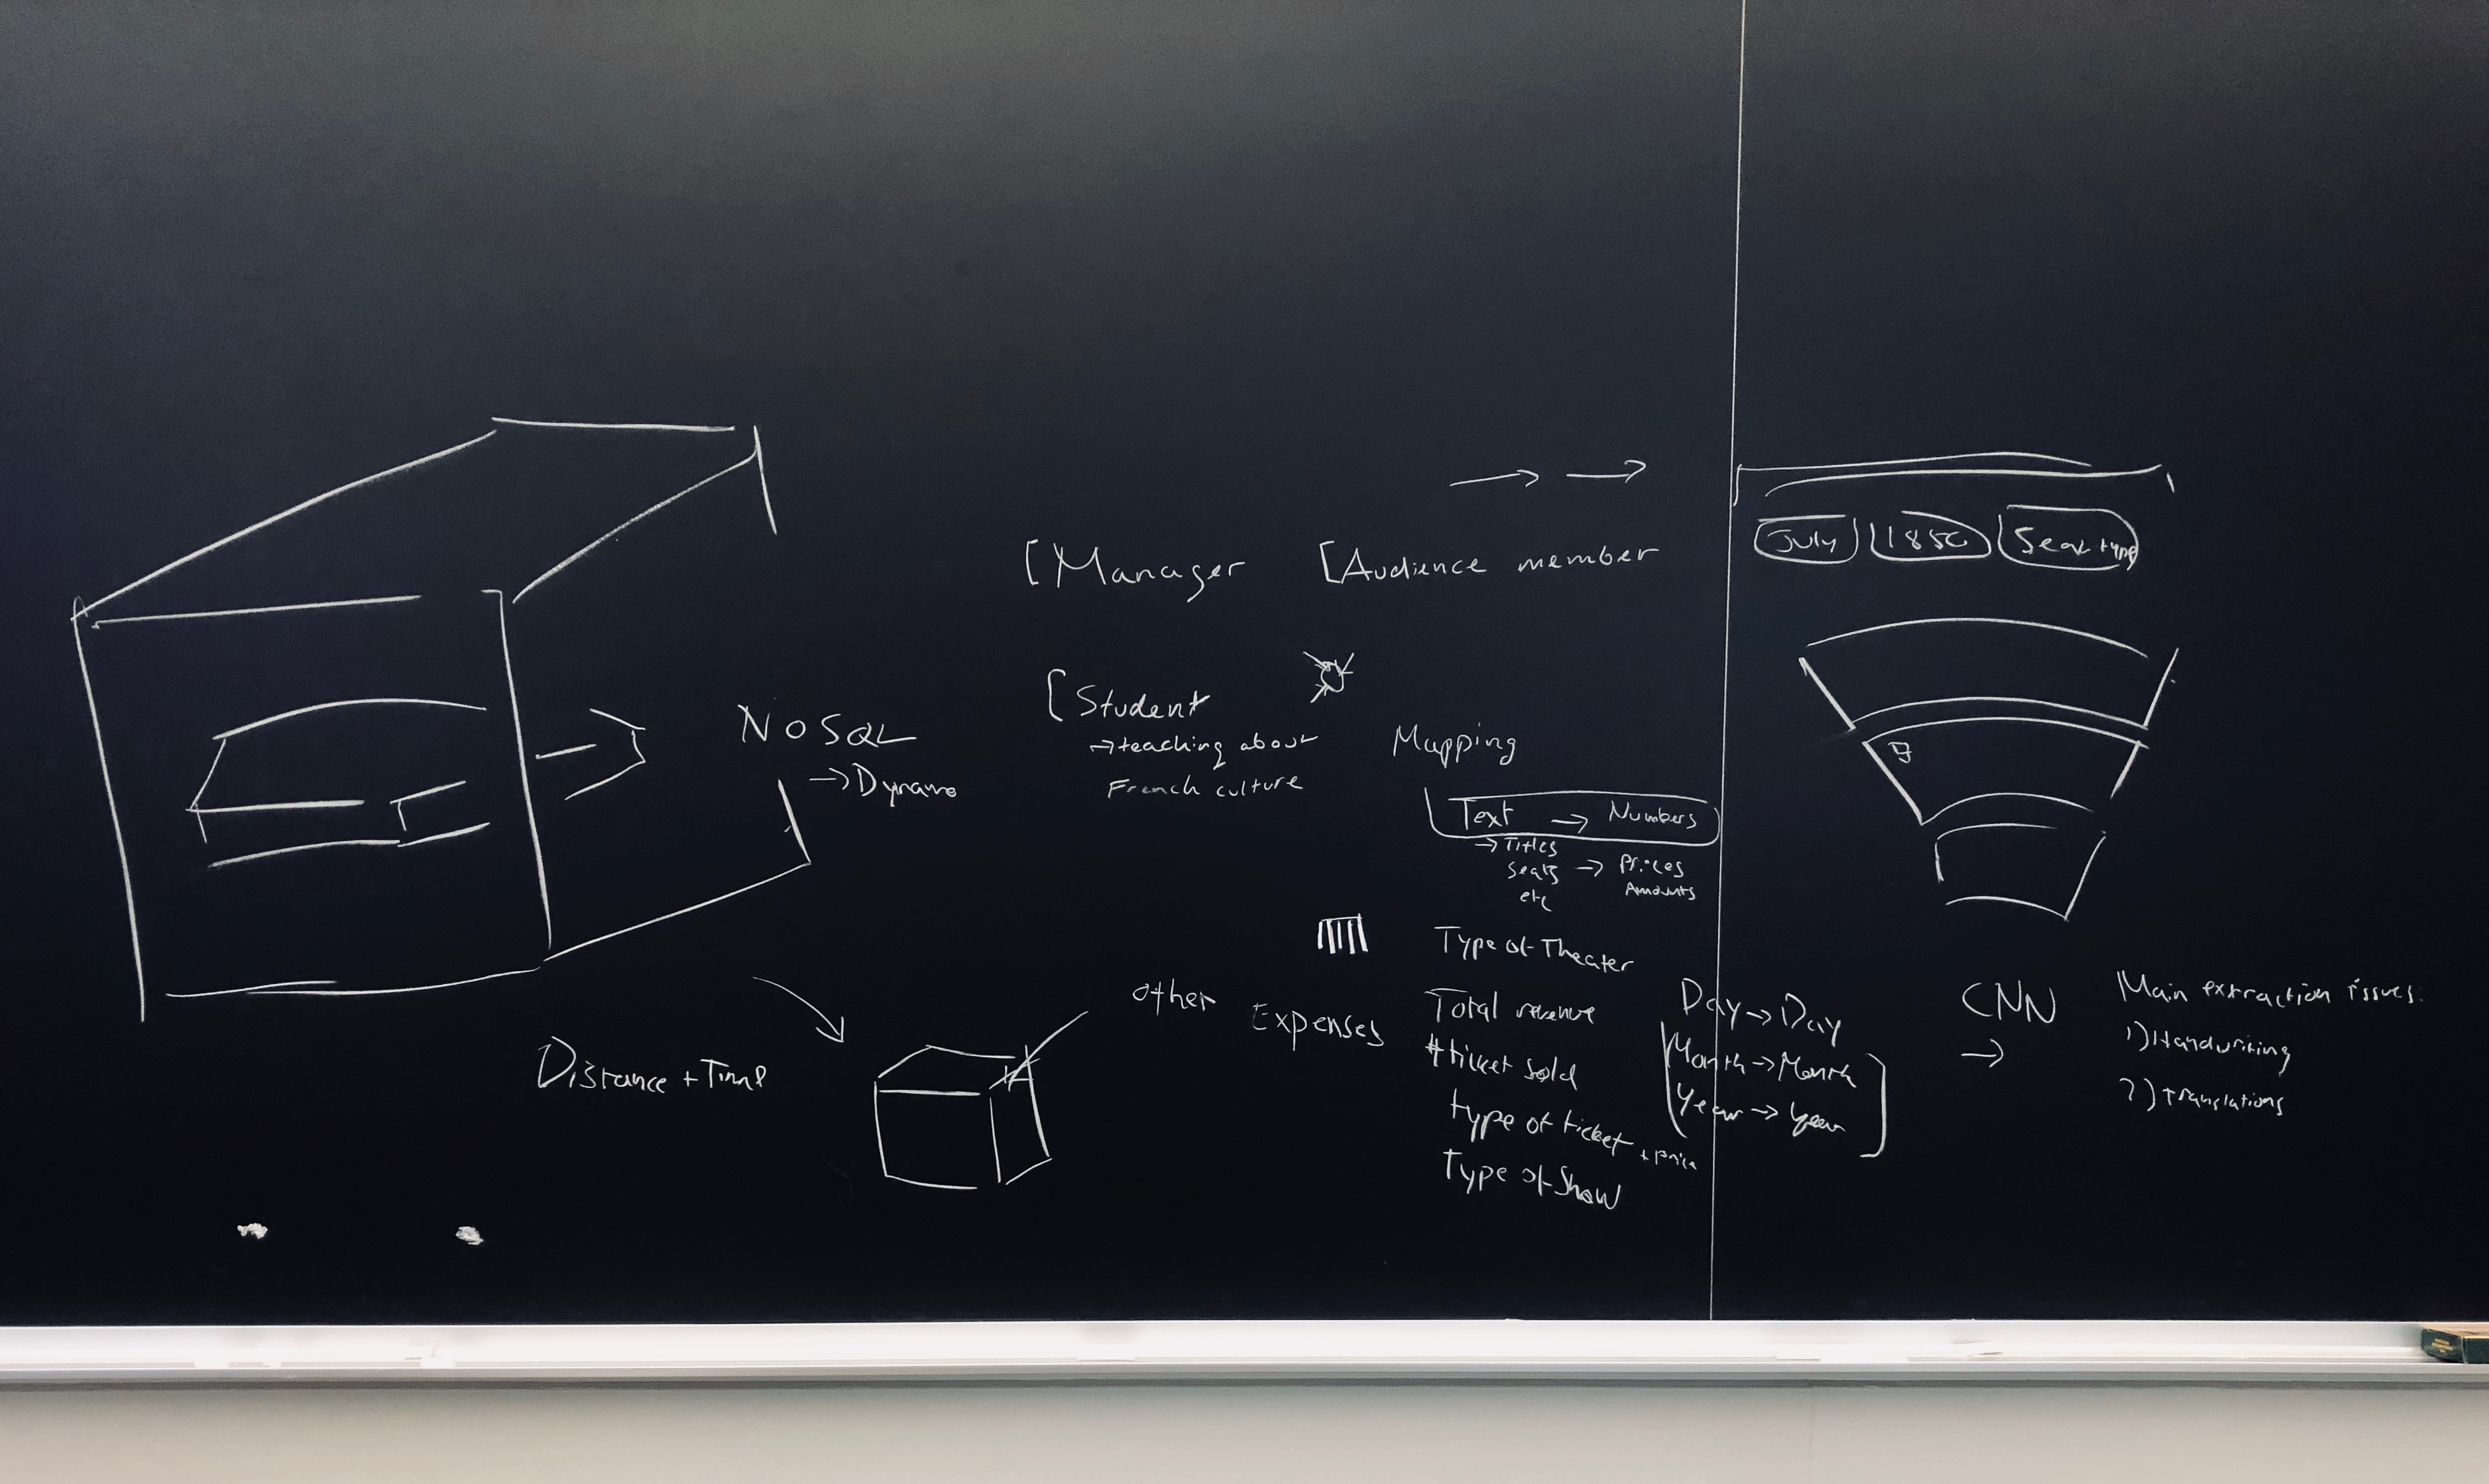 [Manager
[Audience member
July
Seat type
[Student
→ teaching about
French culture
NoSQL
→ Dynamo
Mapping
Text → Numbers
→ Titles
Seats → Prices
etc Amounts
Distance + Time
other
Expenses
Type of Theater
Total revenue
# ticket sold
type of ticket + price
Type of Show
Day → Day
Month → Month
Year → Year
CNN
→
Main extraction issues:
1) Handwriting
2) translations